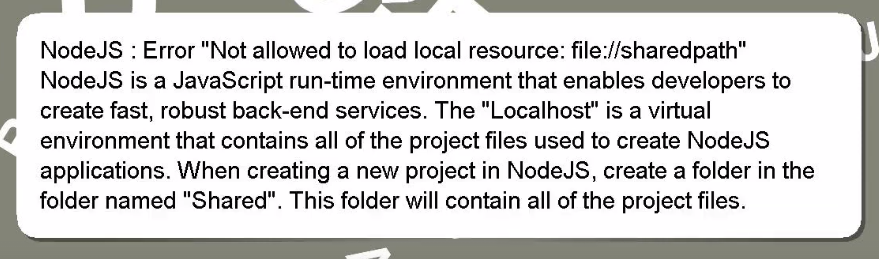 NodeJS : Error "Not allowed to load local resource: file://sharedpath"
NodeJS is a JavaScript run-time environment that enables developers to
create fast, robust back-end services. The "Localhost" is a virtual
environment that contains all of the project files used to create NodeJS
applications. When creating a new project in NodeJS, create a folder in the
folder named "Shared". This folder will contain all of the project files.